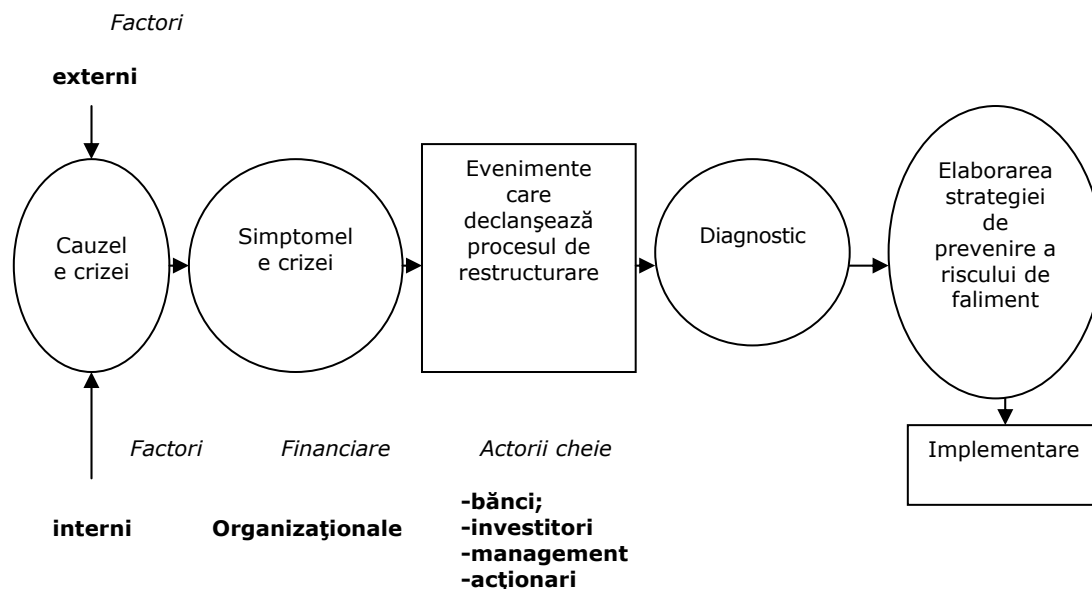 Factori
externi
Cauzel
e crizei
Simptomel
e crizei
Evenimente
care
declanşează
procesul de
restructurare
Diagnostic
Elaborarea
strategiei
de
prevenire a
riscului de
faliment
Implementare
Factori
interni
Financiare
Organizaţionale
Actorii cheie
-bănci;
-investitori
-management
-acţionari